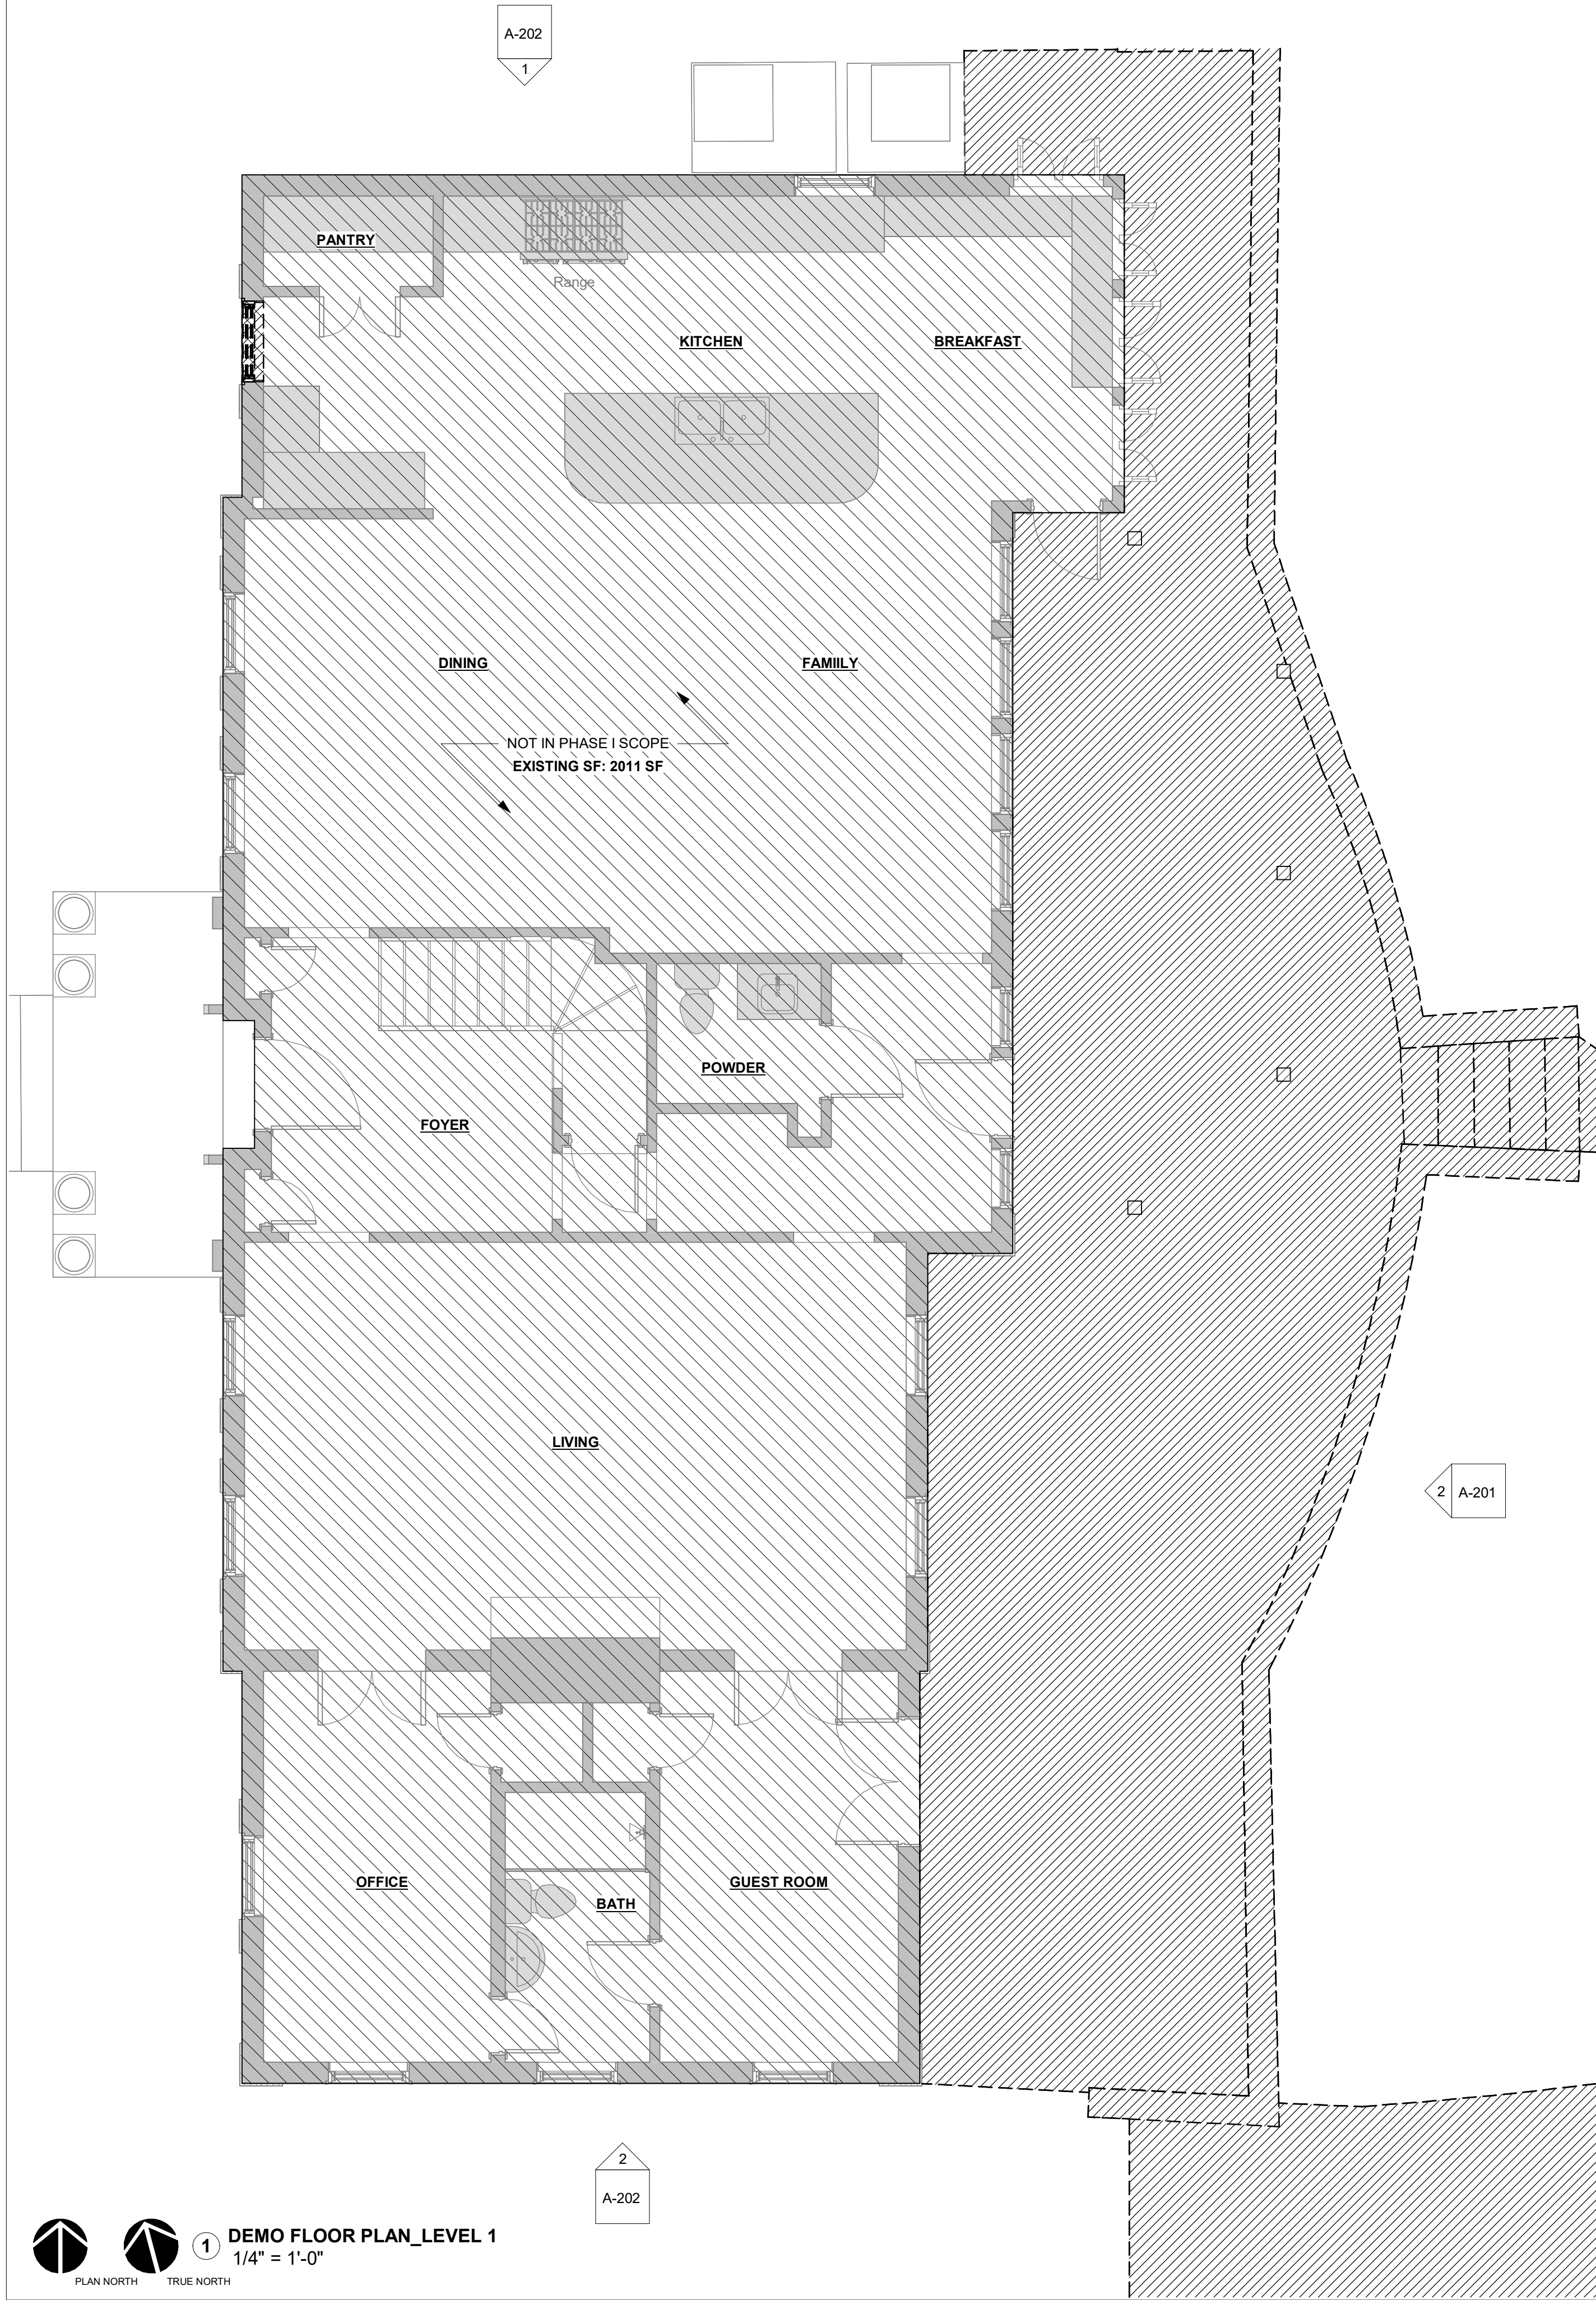 A-202
1
PANTRY
Range
KITCHEN
BREAKFAST
DINING
FAMIILY
NOT IN PHASE I SCOPE
EXISTING SF: 2011 SF
POWDER
FOYER
LIVING
2
A-201
OFFICE
GUEST ROOM
BATH
2
A-202
1
DEMO FLOOR PLAN_LEVEL 1
1/4" = 1'-0"
PLAN NORTH
TRUE NORTH